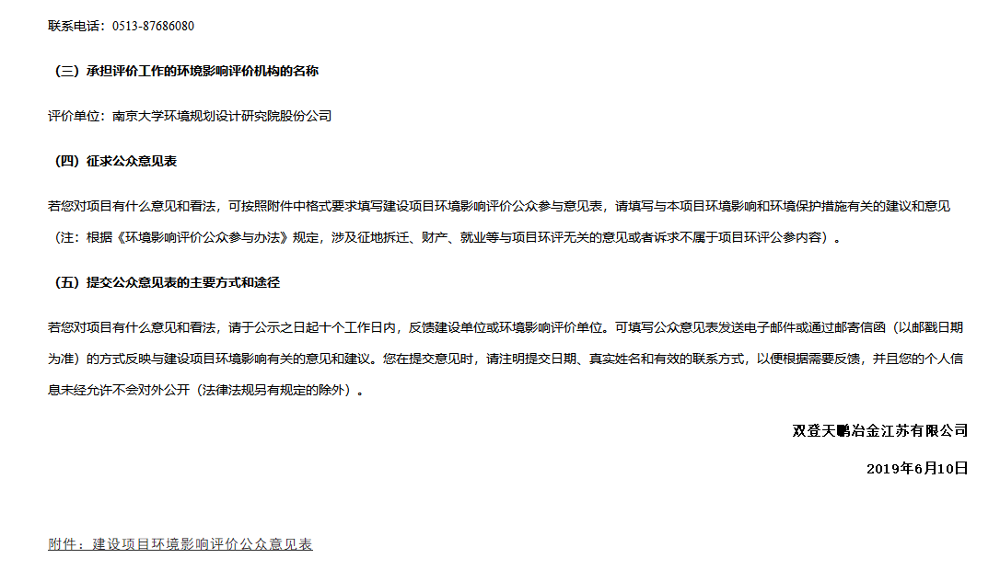 联系电话：0513-87686080
（三）承担评价工作的环境影响评价机构的名称
评价单位：南京大学环境规划设计研究院股份公司
（四）征求公众意见表
若您对项目有什么意见和看法，可按照附件中格式要求填写建设项目环境影响评价公众参与意见表，请填写与本项目环境影响和环境保护措施有关的建议和意见
（注：根据《环境影响评价公众参与办法》规定，涉及征地拆迁、财产、就业等与项目环评无关的意见或者诉求不属于项目环评公参内容）。
（五）提交公众意见表的主要方式和途径
若您对项目有什么意见和看法，请于公示之日起十个工作日内，反馈建设单位或环境影响评价单位。可填写公众意见表发送电子邮件或通过邮寄信函（以邮戳日期
为准）的方式反映与建设项目环境影响有关的意见和建议。您在提交意见时，请注明提交日期、真实姓名和有效的联系方式，以便根据需要反馈，并且您的个人信
息未经允许不会对外公开（法律法规另有规定的除外）。
双登天鹏冶金江苏有限公司
2019年6月10日
附件：建设项目环境影响评价公众意见表